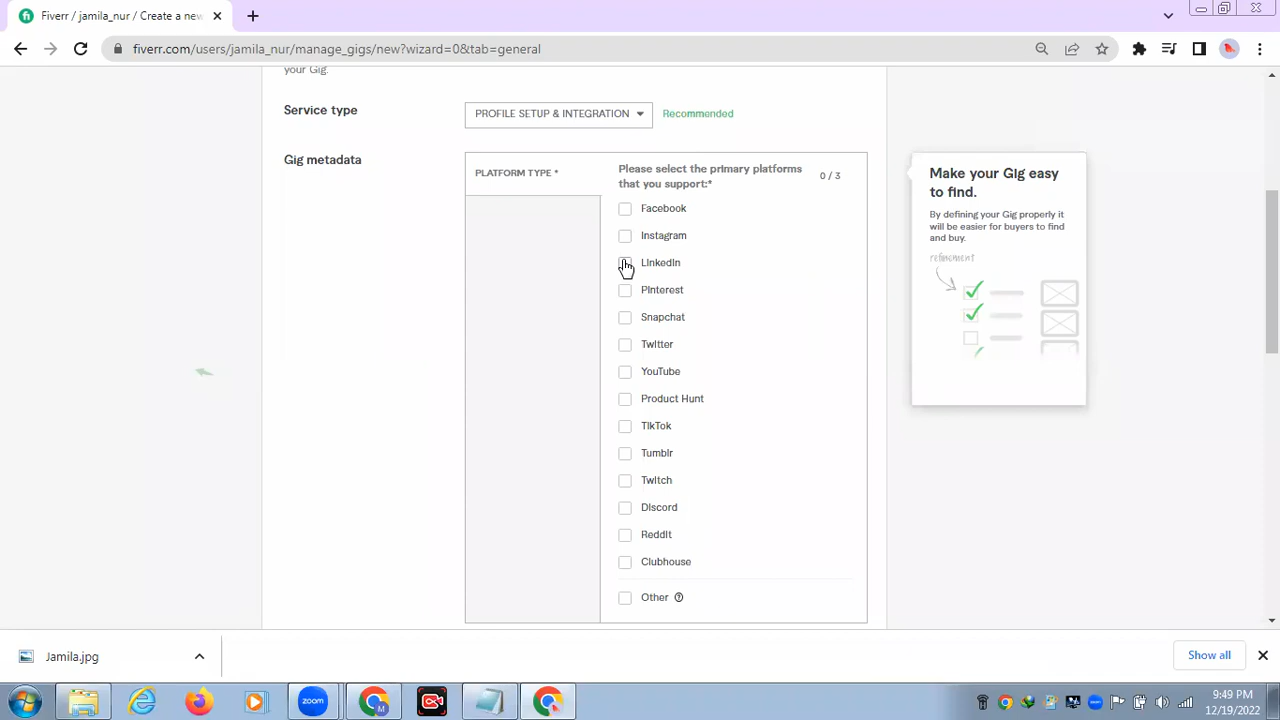 Fiverr / jamila_nur / Create a new
fiverr.com/users/jamila_nur/manage_gigs/new?wizard=0&tab=general
your Gig.
Service type
PROFILE SETUP & INTEGRATION
Recommended
Gig metadata
PLATFORM TYPE *
Please select the primary platforms
that you support:*
0 / 3
Facebook
Instagram
LinkedIn
Pinterest
Snapchat
Twitter
YouTube
Product Hunt
TikTok
Tumblr
Twitch
Discord
Reddit
Clubhouse
Other
Make your Gig easy
to find.
By defining your Gig properly it
will be easier for buyers to find
and buy.
refinement
Jamila.jpg
Show all
9:49 PM
12/19/2022